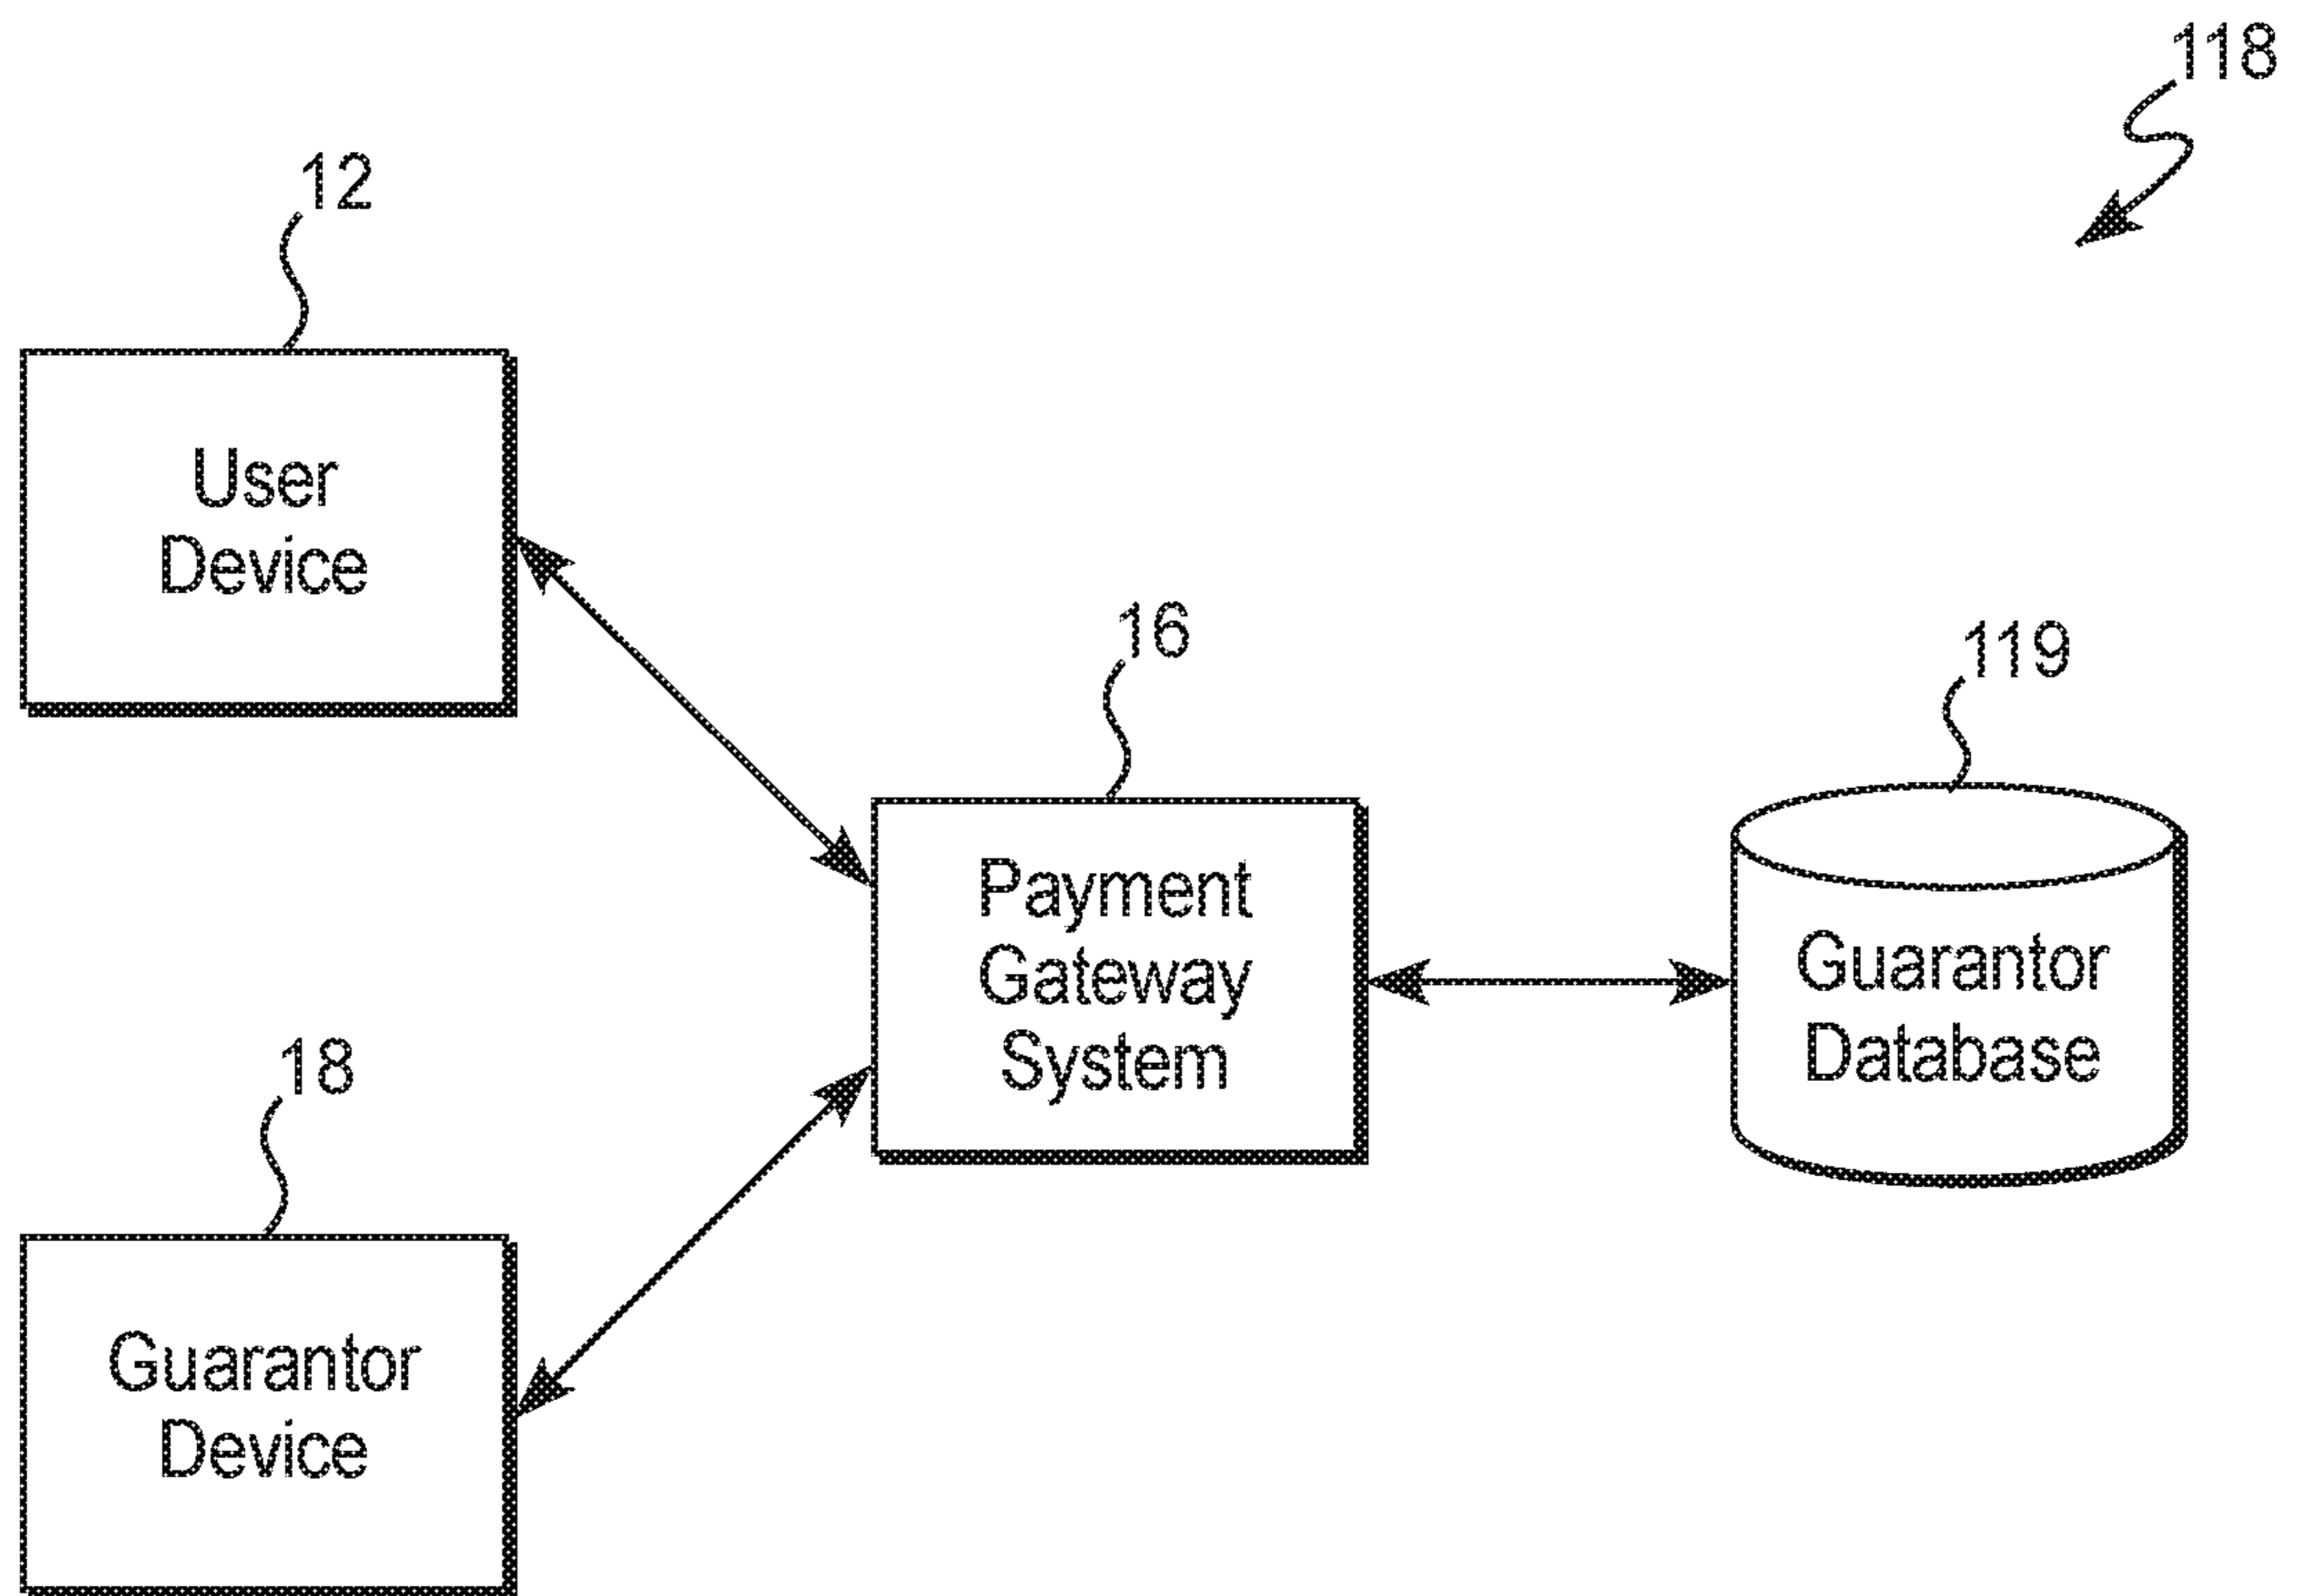 118
12
User
Device
16
Payment
Gateway
System
119
Guarantor
Database
18
Guarantor
Device